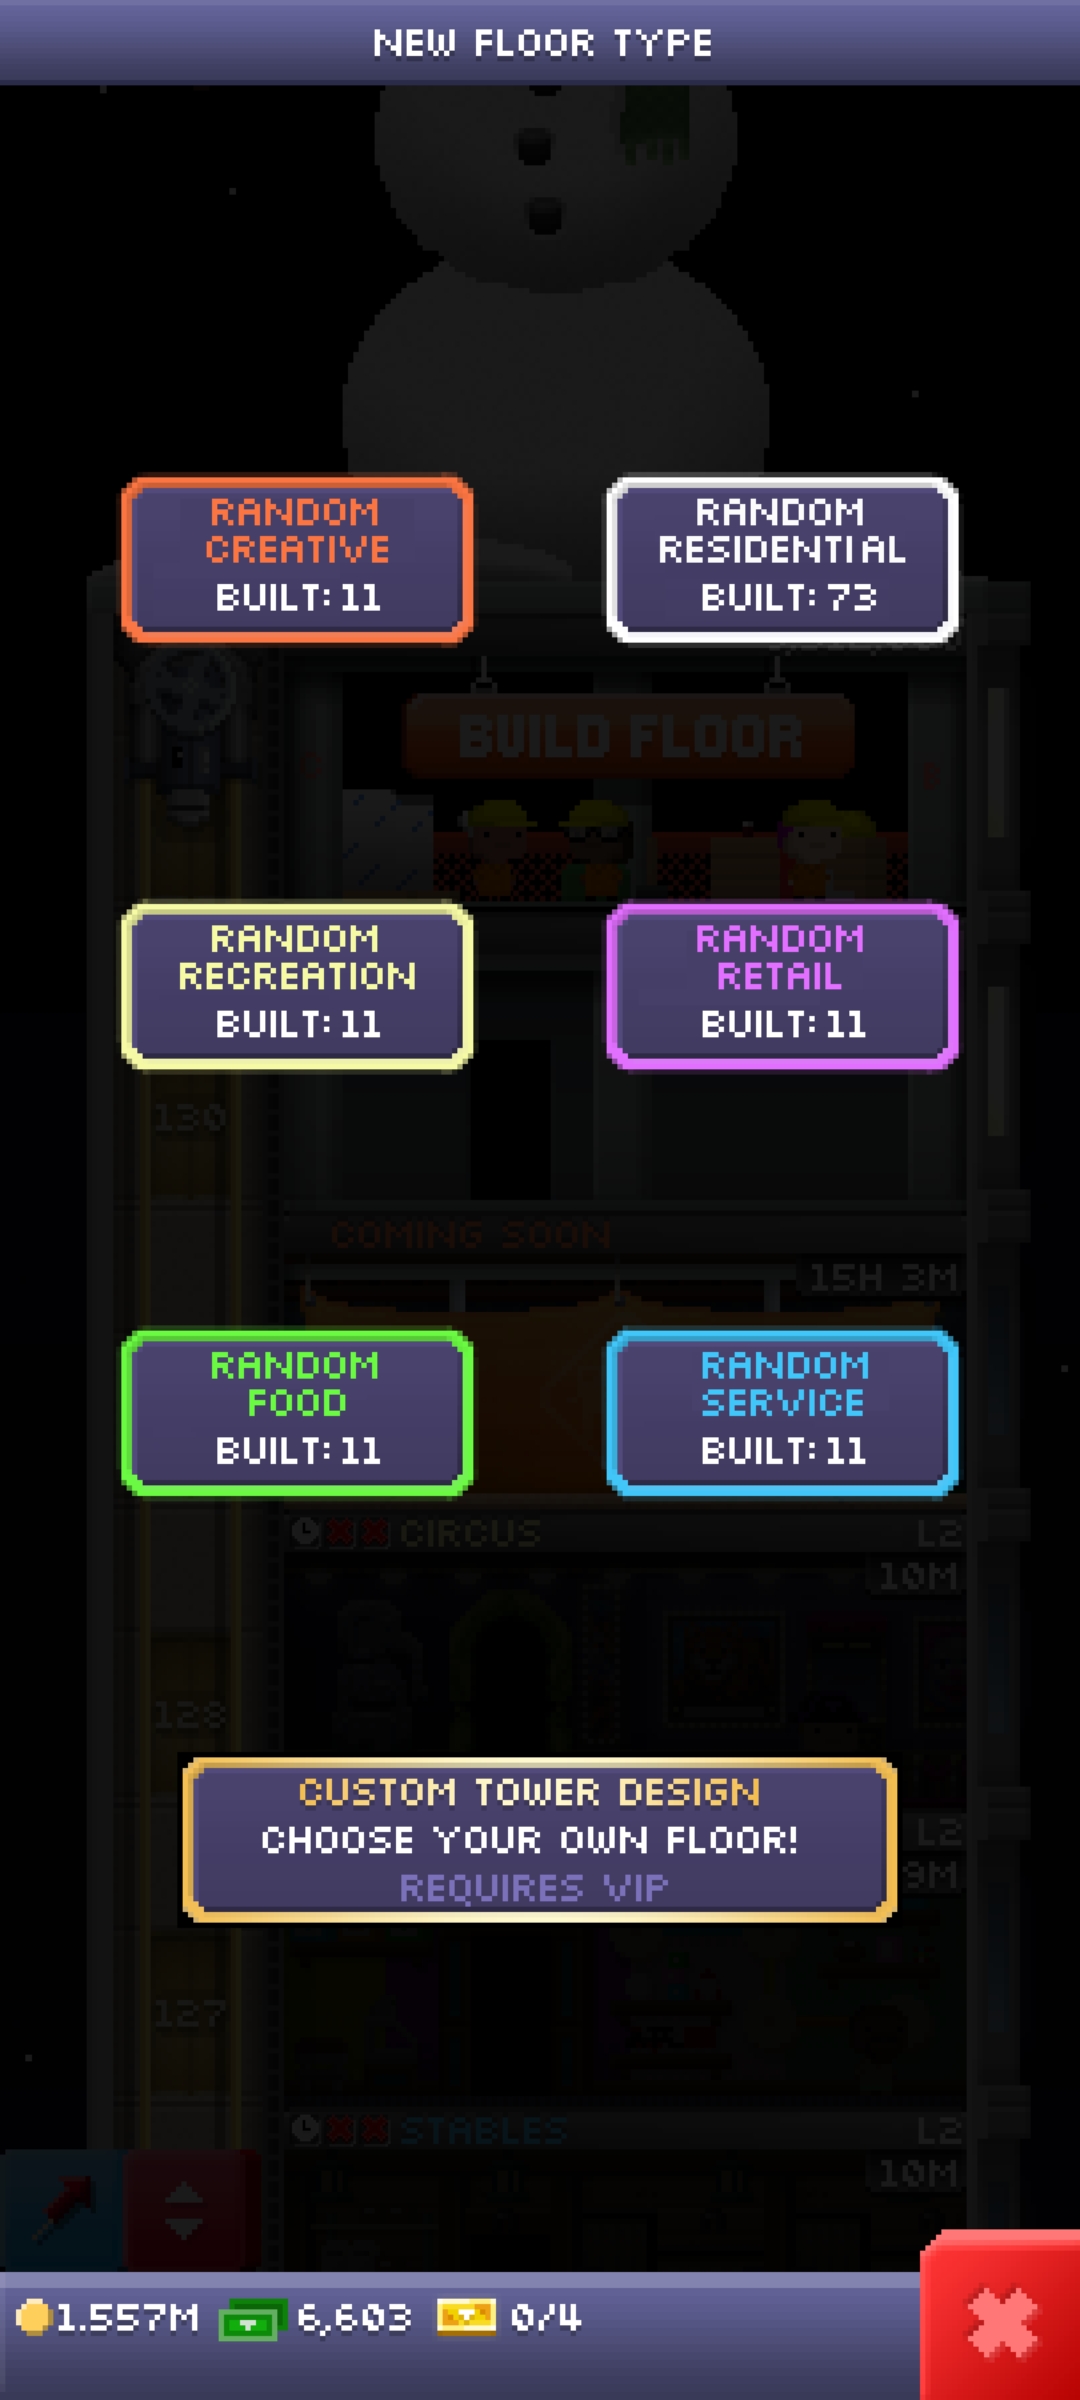 NEW FLOOR TYPE
RANDOM
CREATIVE
BUILT: 11
RANDOM
RESIDENTIAL
BUILT: 73
BUILD FLOOR
RANDOM
RECREATION
BUILT: 11
RANDOM
RETAIL
BUILT: 11
130
COMING SOON
15H 3M
RANDOM
FOOD
BUILT: 11
RANDOM
SERVICE
BUILT: 11
CIRCUS L2
10M
128
CUSTOM TOWER DESIGN
CHOOSE YOUR OWN FLOOR!
REQUIRES VIP
L2
9M
127
STABLES L2
10M
1.557M 6,603 0/4